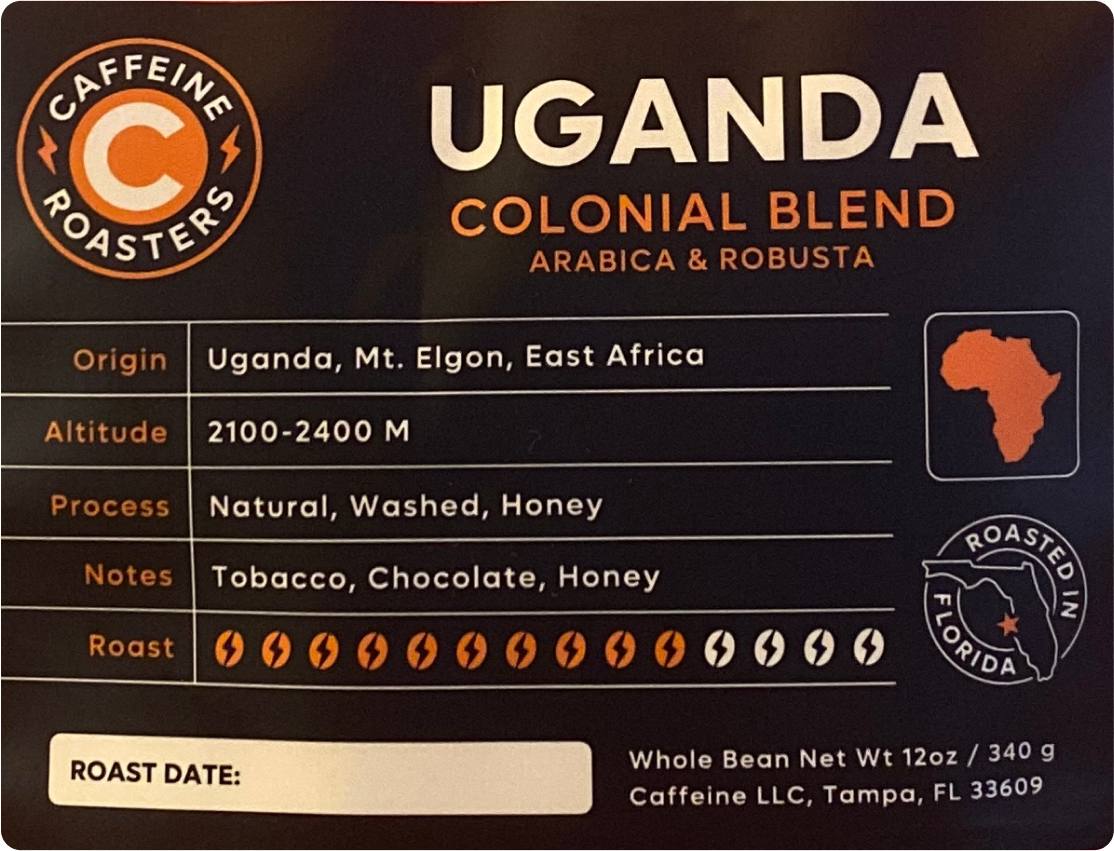 CAFFEINE
C
ROASTERS
UGANDA
COLONIAL BLEND
ARABICA & ROBUSTA
Origin Uganda, Mt. Elgon, East Africa
Altitude 2100-2400 M
Process Natural, Washed, Honey
Notes Tobacco, Chocolate, Honey
Roast
ROASTED IN
FLORIDA
ROAST DATE:
Whole Bean Net Wt 12oz / 340 g
Caffeine LLC, Tampa, FL 33609